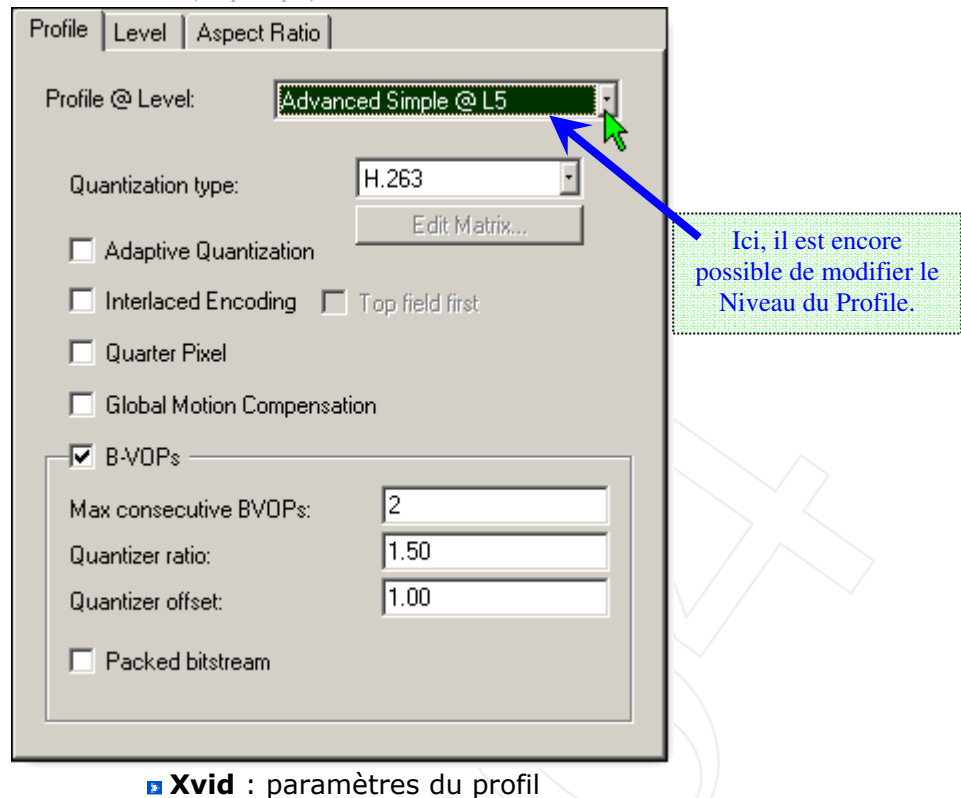 Profile Level Aspect Ratio
Profile @ Level: Advanced Simple @ L5
Quantization type: H.263
Edit Matrix...
Adaptive Quantization
Interlaced Encoding Top field first
Quarter Pixel
Global Motion Compensation
B-VOPs
Max consecutive BVOPs: 2
Quantizer ratio: 1.50
Quantizer offset: 1.00
Packed bitstream
Ici, il est encore
possible de modifier le
Niveau du Profile.
Xvid : paramètres du profil